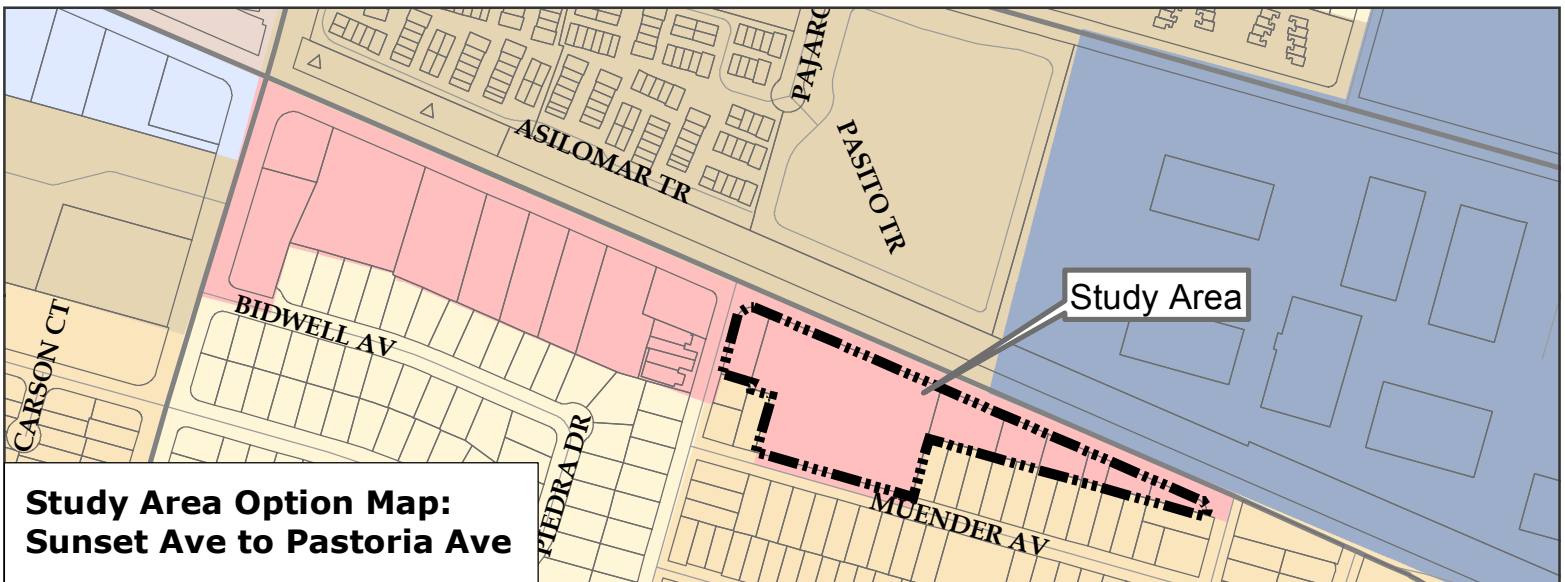 PAJARO
ASILOMAR TR
PASITO TR
Study Area
BIDWELL AV
CARSON CT
PIEDRA DR
MUENDER AV
Study Area Option Map:
Sunset Ave to Pastoria Ave